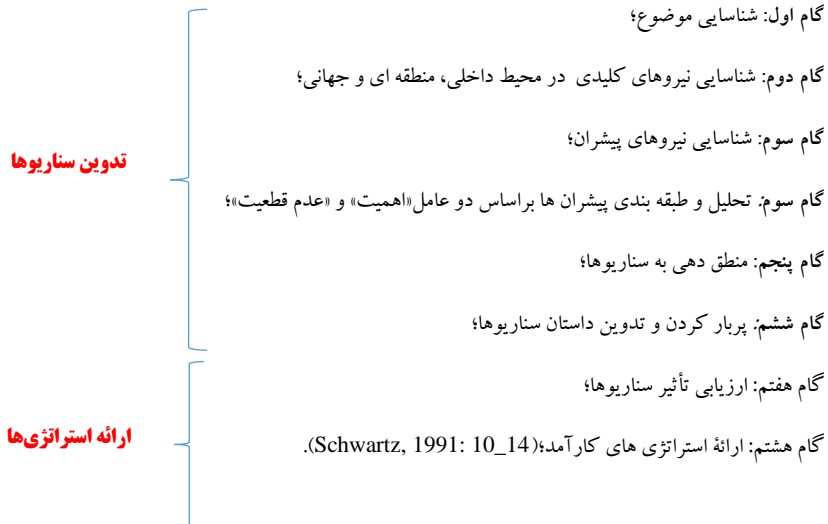 گام اول: شناسایی موضوع؛
گام دوم: شناسایی نیروهای کلیدی در محیط داخلی، منطقه ای و جهانی؛
گام سوم: شناسایی نیروهای پیشران؛
تدوین سناریوها
گام سوم: تحلیل و طبقه بندی پیشران ها براساس دو عامل«اهمیت» و «عدم قطعیت»؛
گام پنجم: منطق دهی به سناریوها؛
گام ششم: پربار کردن و تدوین داستان سناریوها؛
گام هفتم: ارزیابی تأثیر سناریوها؛
گام هشتم: ارائۀ استراتژی های کارآمد؛(Schwartz, 1991: 10_14).
ارائه استراتژی‌ها